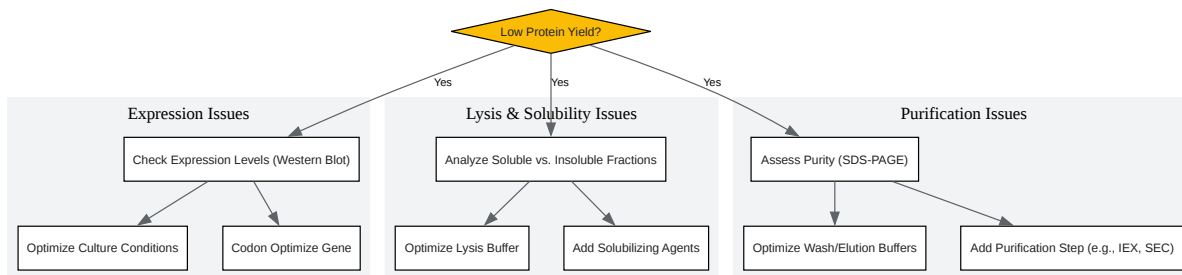 Low Protein Yield?
Yes
Yes
Yes
Expression Issues
Lysis & Solubility Issues
Purification Issues
Check Expression Levels (Western Blot)
Analyze Soluble vs. Insoluble Fractions
Assess Purity (SDS-PAGE)
Optimize Culture Conditions
Codon Optimize Gene
Optimize Lysis Buffer
Add Solubilizing Agents
Optimize Wash/Elution Buffers
Add Purification Step (e.g., IEX, SEC)